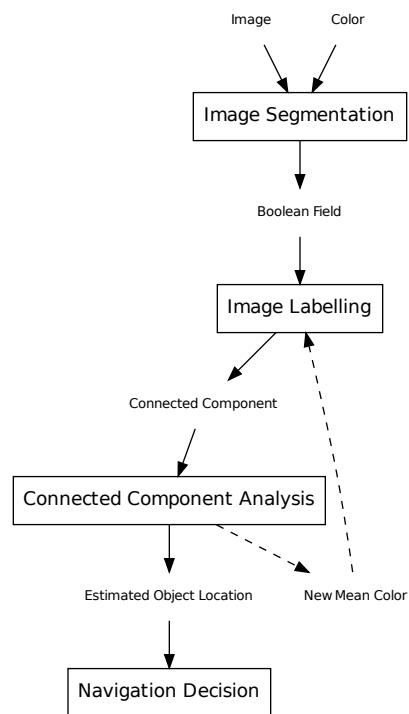 Image
Color
Image Segmentation
Boolean Field
Image Labelling
Connected Component
Connected Component Analysis
Estimated Object Location
New Mean Color
Navigation Decision